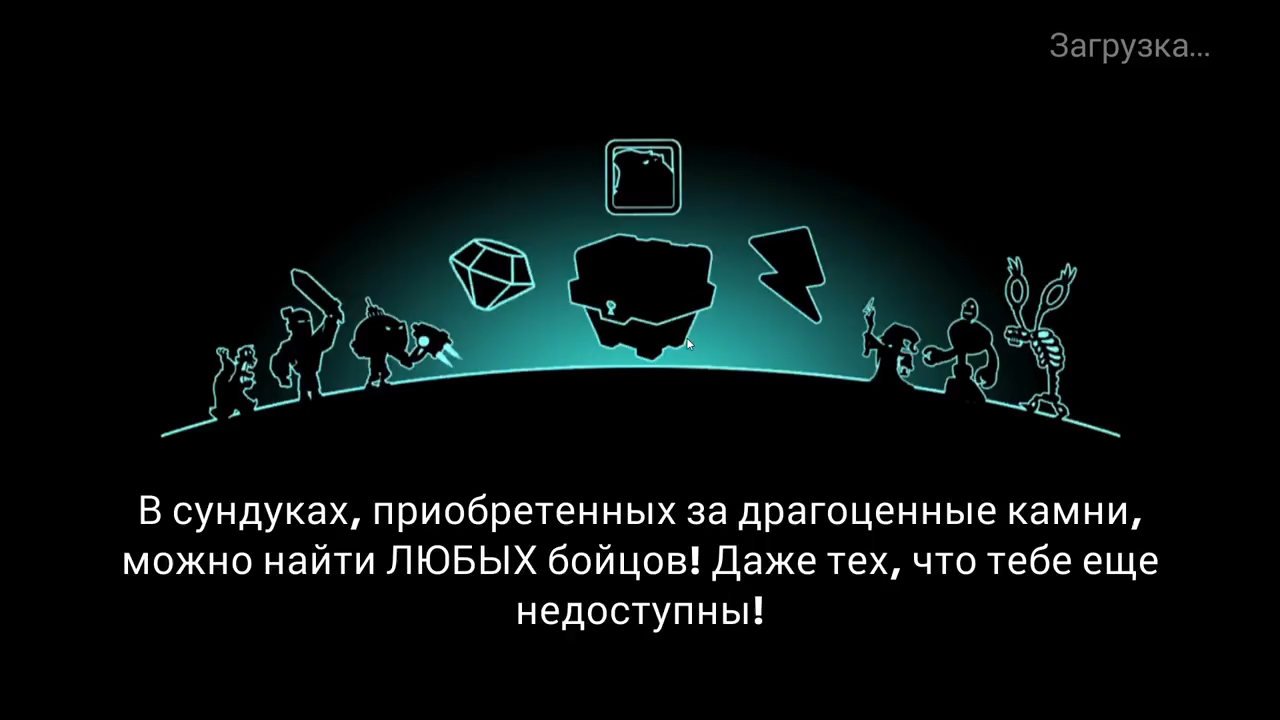 Загрузка...
В сундуках, приобретенных за драгоценные камни,
можно найти ЛЮБЫХ бойцов! Даже тех, что тебе еще
недоступны!